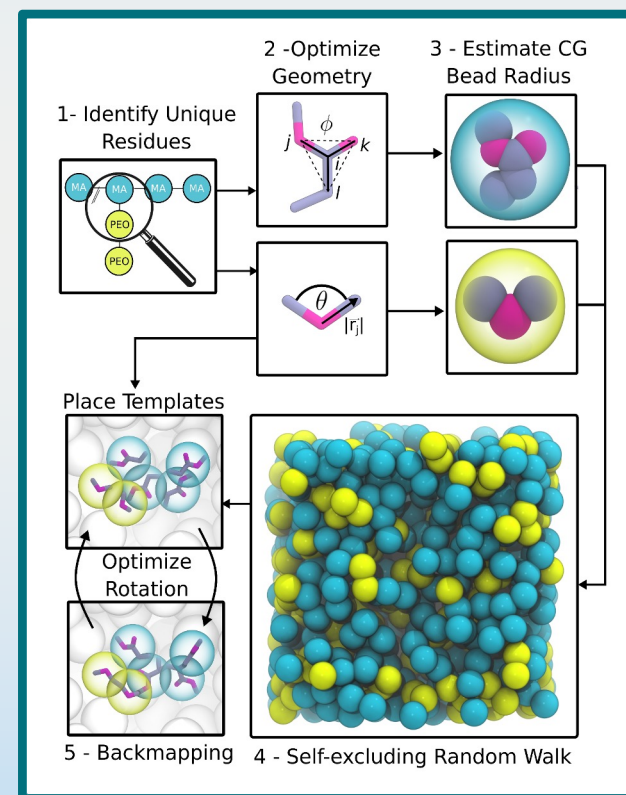 2 -Optimize
Geometry
3 - Estimate CG
Bead Radius
1- Identify Unique
Residues
MA MA MA MA
PEO
PEO
ϕ
j i k
l
θ
|r⃗j|
Place Templates
Optimize
Rotation
5 - Backmapping
4 - Self-excluding Random Walk